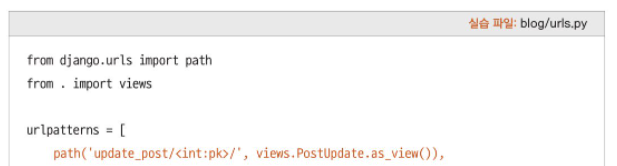 실습 파일: blog/urls.py
from django.urls import path
from . import views
urlpatterns = [
    path('update_post/<int:pk>/', views.PostUpdate.as_view()),